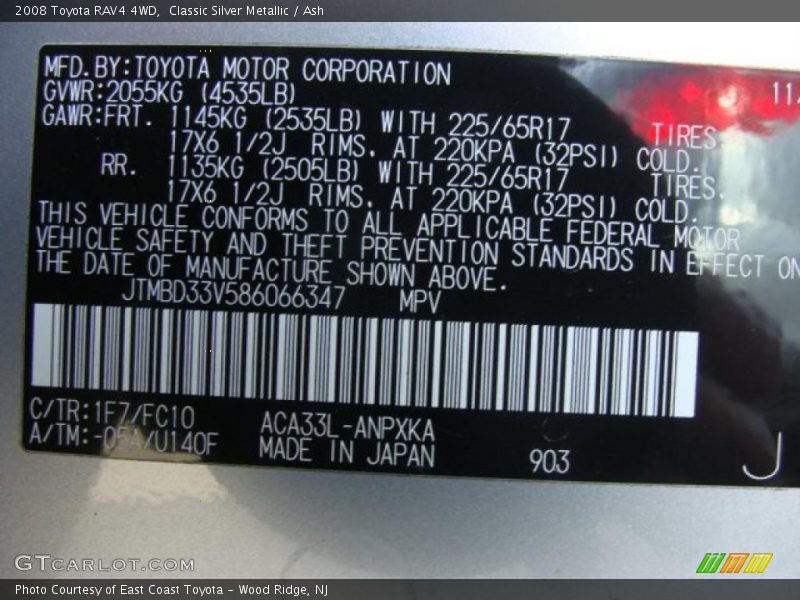 2008 Toyota RAV4 4WD,  Classic Silver Metallic / Ash
MFD.BY:TOYOTA MOTOR CORPORATION
GVWR:2055KG (4535LB)
GAWR:FRT. 1145KG (2535LB) WITH 225/65R17 TIRES.
17X6 1/2J RIMS. AT 220KPA (32PSI) COLD.
RR. 1135KG (2505LB) WITH 225/65R17 TIRES.
17X6 1/2J RIMS. AT 220KPA (32PSI) COLD.
THIS VEHICLE CONFORMS TO ALL APPLICABLE FEDERAL MOTOR
VEHICLE SAFETY AND THEFT PREVENTION STANDARDS IN EFFECT ON
THE DATE OF MANUFACTURE SHOWN ABOVE.
JTMBD33V586066347 MPV
C/TR:1F7/FC10
A/TM:-05A/U140F
ACA33L-ANPXKA
MADE IN JAPAN
903
J
GTCARLOT.COM
Photo Courtesy of East Coast Toyota - Wood Ridge, NJ